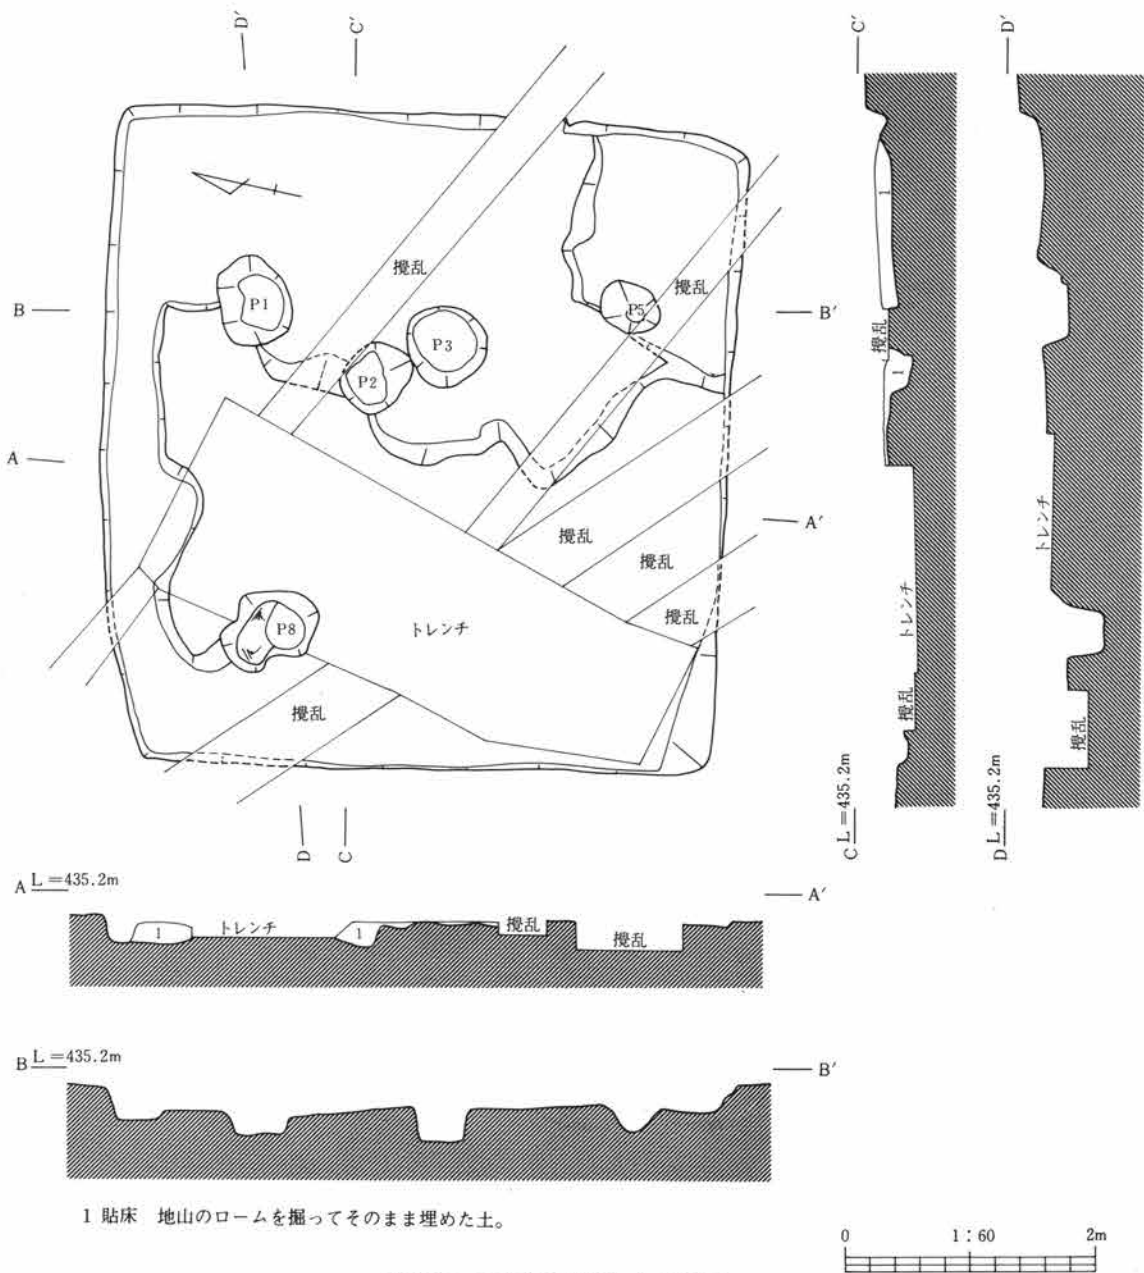 D′
C′
C′
D′
攪乱
攪乱
P1
P5
B
B′
P3
P2
1
攪乱
1
A
A′
攪乱
攪乱
攪乱
トレンチ
P8
トレンチ
トレンチ
攪乱
攪乱
攪乱
D
C
C L=435.2m
D L=435.2m
A L=435.2m
A′
1
トレンチ
1
攪乱
攪乱
B L=435.2m
B′
1 貼床 地山のロームを掘ってそのまま埋めた土。
0 1:60 2m